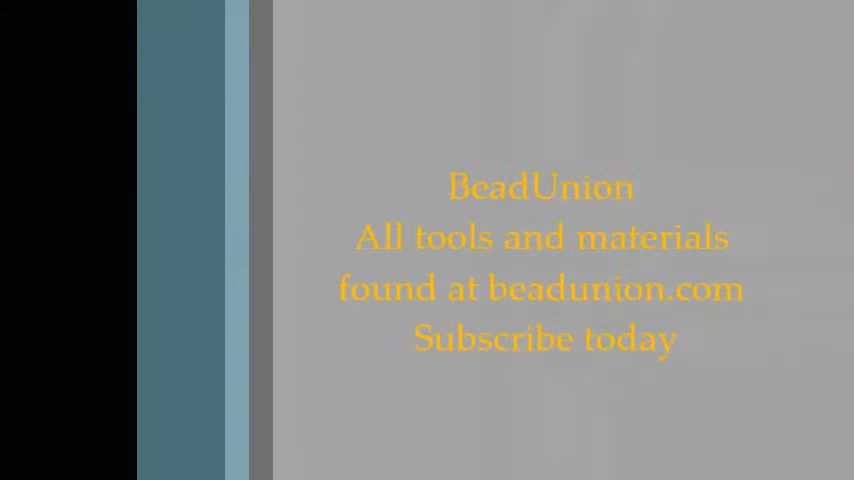 BeadUnion
All tools and materials
found at beadunion.com
Subscribe today